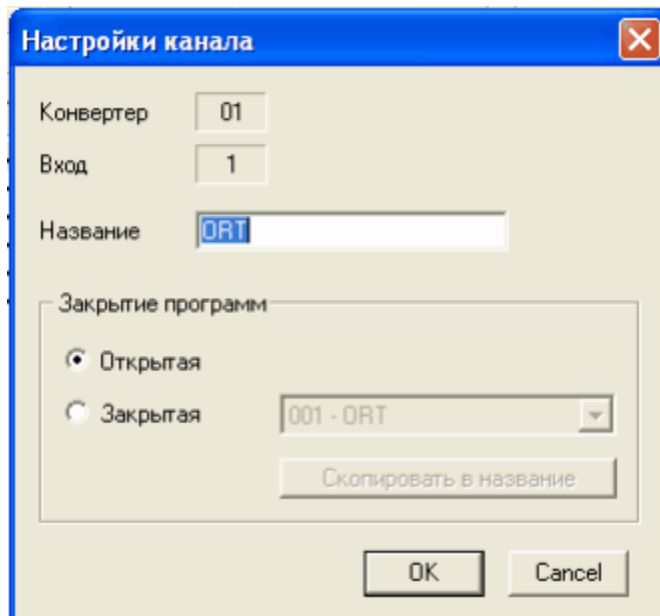 Настройки канала
Конвертер 01
Вход 1
Название ORT
Закрытие программ
Открытая
Закрытая 001 - ORT
Скопировать в название
OK Cancel